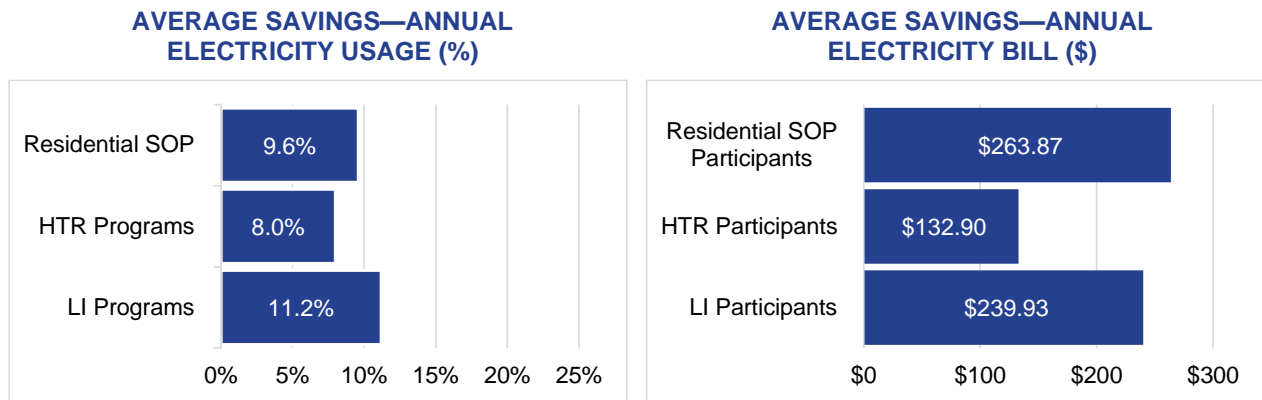 AVERAGE SAVINGS—ANNUAL
ELECTRICITY USAGE (%)
Residential SOP
9.6%
HTR Programs
8.0%
LI Programs
11.2%
0% 5% 10% 15% 20% 25%
AVERAGE SAVINGS—ANNUAL
ELECTRICITY BILL ($)
Residential SOP
Participants
$263.87
HTR Participants
$132.90
LI Participants
$239.93
$0 $100 $200 $300